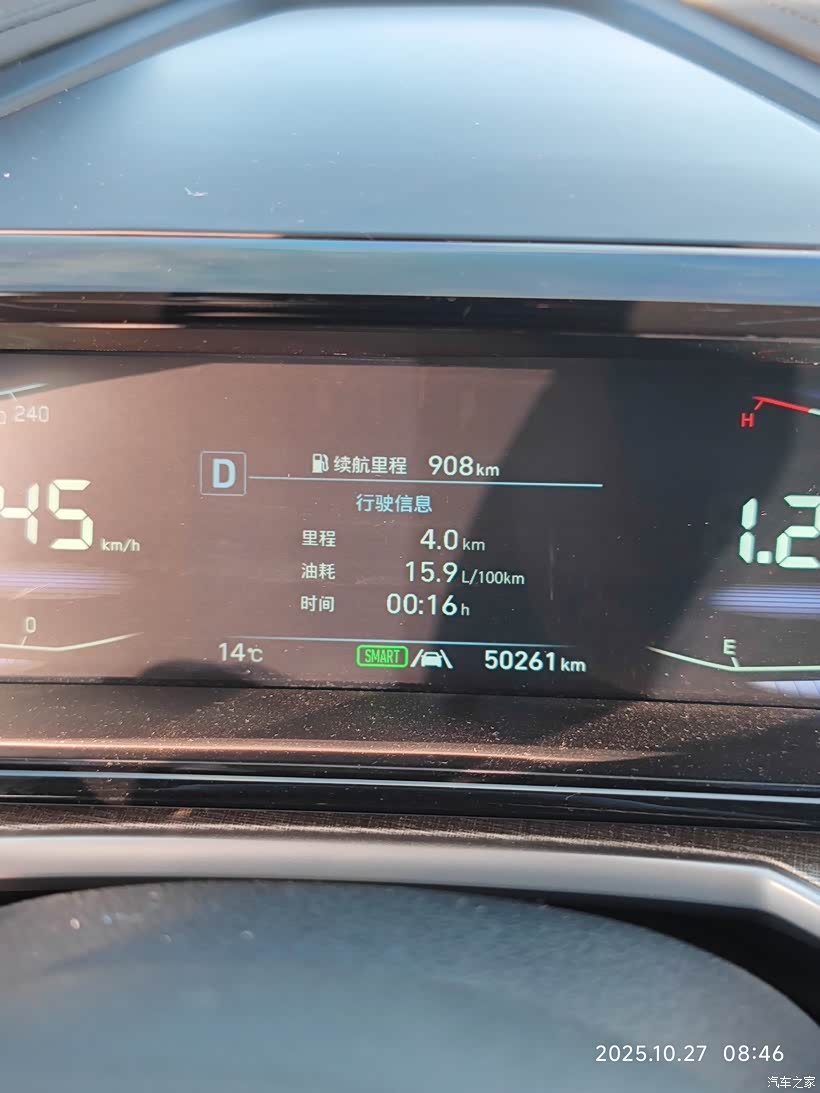 240
H
D 续航里程 908km
行驶信息
45 km/h
里程 4.0km
1.2
油耗 15.9L/100km
时间 00:16h
0
E
14℃ SMART 50261km
2025.10.27 08:46
汽车之家